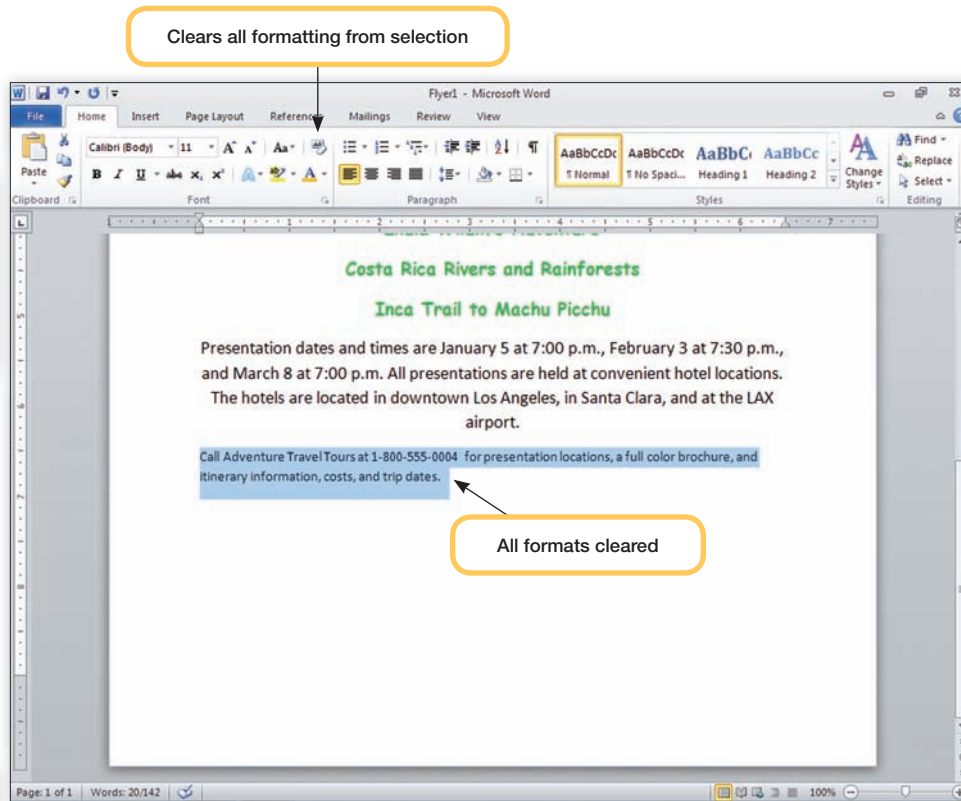 Clears all formatting from selection
Flyer1 - Microsoft Word
File Home Insert Page Layout References Mailings Review View
Calibri (Body) 11
Paste
AaBbCcDc AaBbCcDc AaBbC AaBbCc
¶ Normal ¶ No Spaci... Heading 1 Heading 2
Change Styles
Find
Replace
Select
Clipboard Font Paragraph Styles Editing
Costa Rica Rivers and Rainforests
Inca Trail to Machu Picchu
Presentation dates and times are January 5 at 7:00 p.m., February 3 at 7:30 p.m.,
and March 8 at 7:00 p.m. All presentations are held at convenient hotel locations.
The hotels are located in downtown Los Angeles, in Santa Clara, and at the LAX
airport.
Call Adventure Travel Tours at 1-800-555-0004 for presentation locations, a full color brochure, and
itinerary information, costs, and trip dates.
All formats cleared
Page: 1 of 1 Words: 20/142 100%